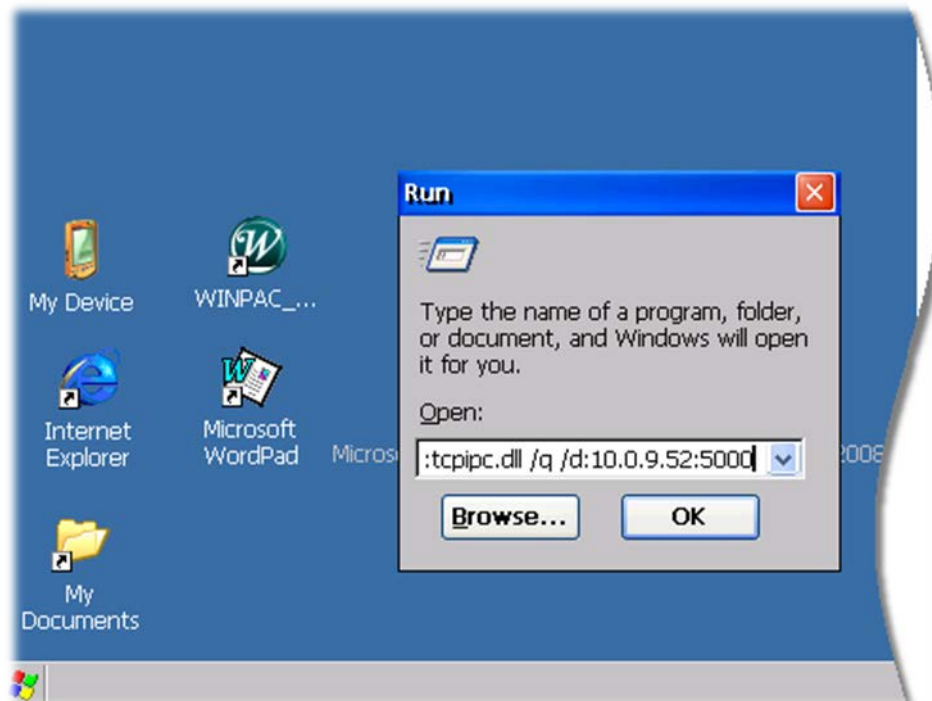 Run
My Device
WINPAC_...
Type the name of a program, folder,
or document, and Windows will open
it for you.
Open:
Internet
Explorer
Microsoft
WordPad
:tcpipc.dll /q /d:10.0.9.52:5000
2008
Browse...
OK
My
Documents